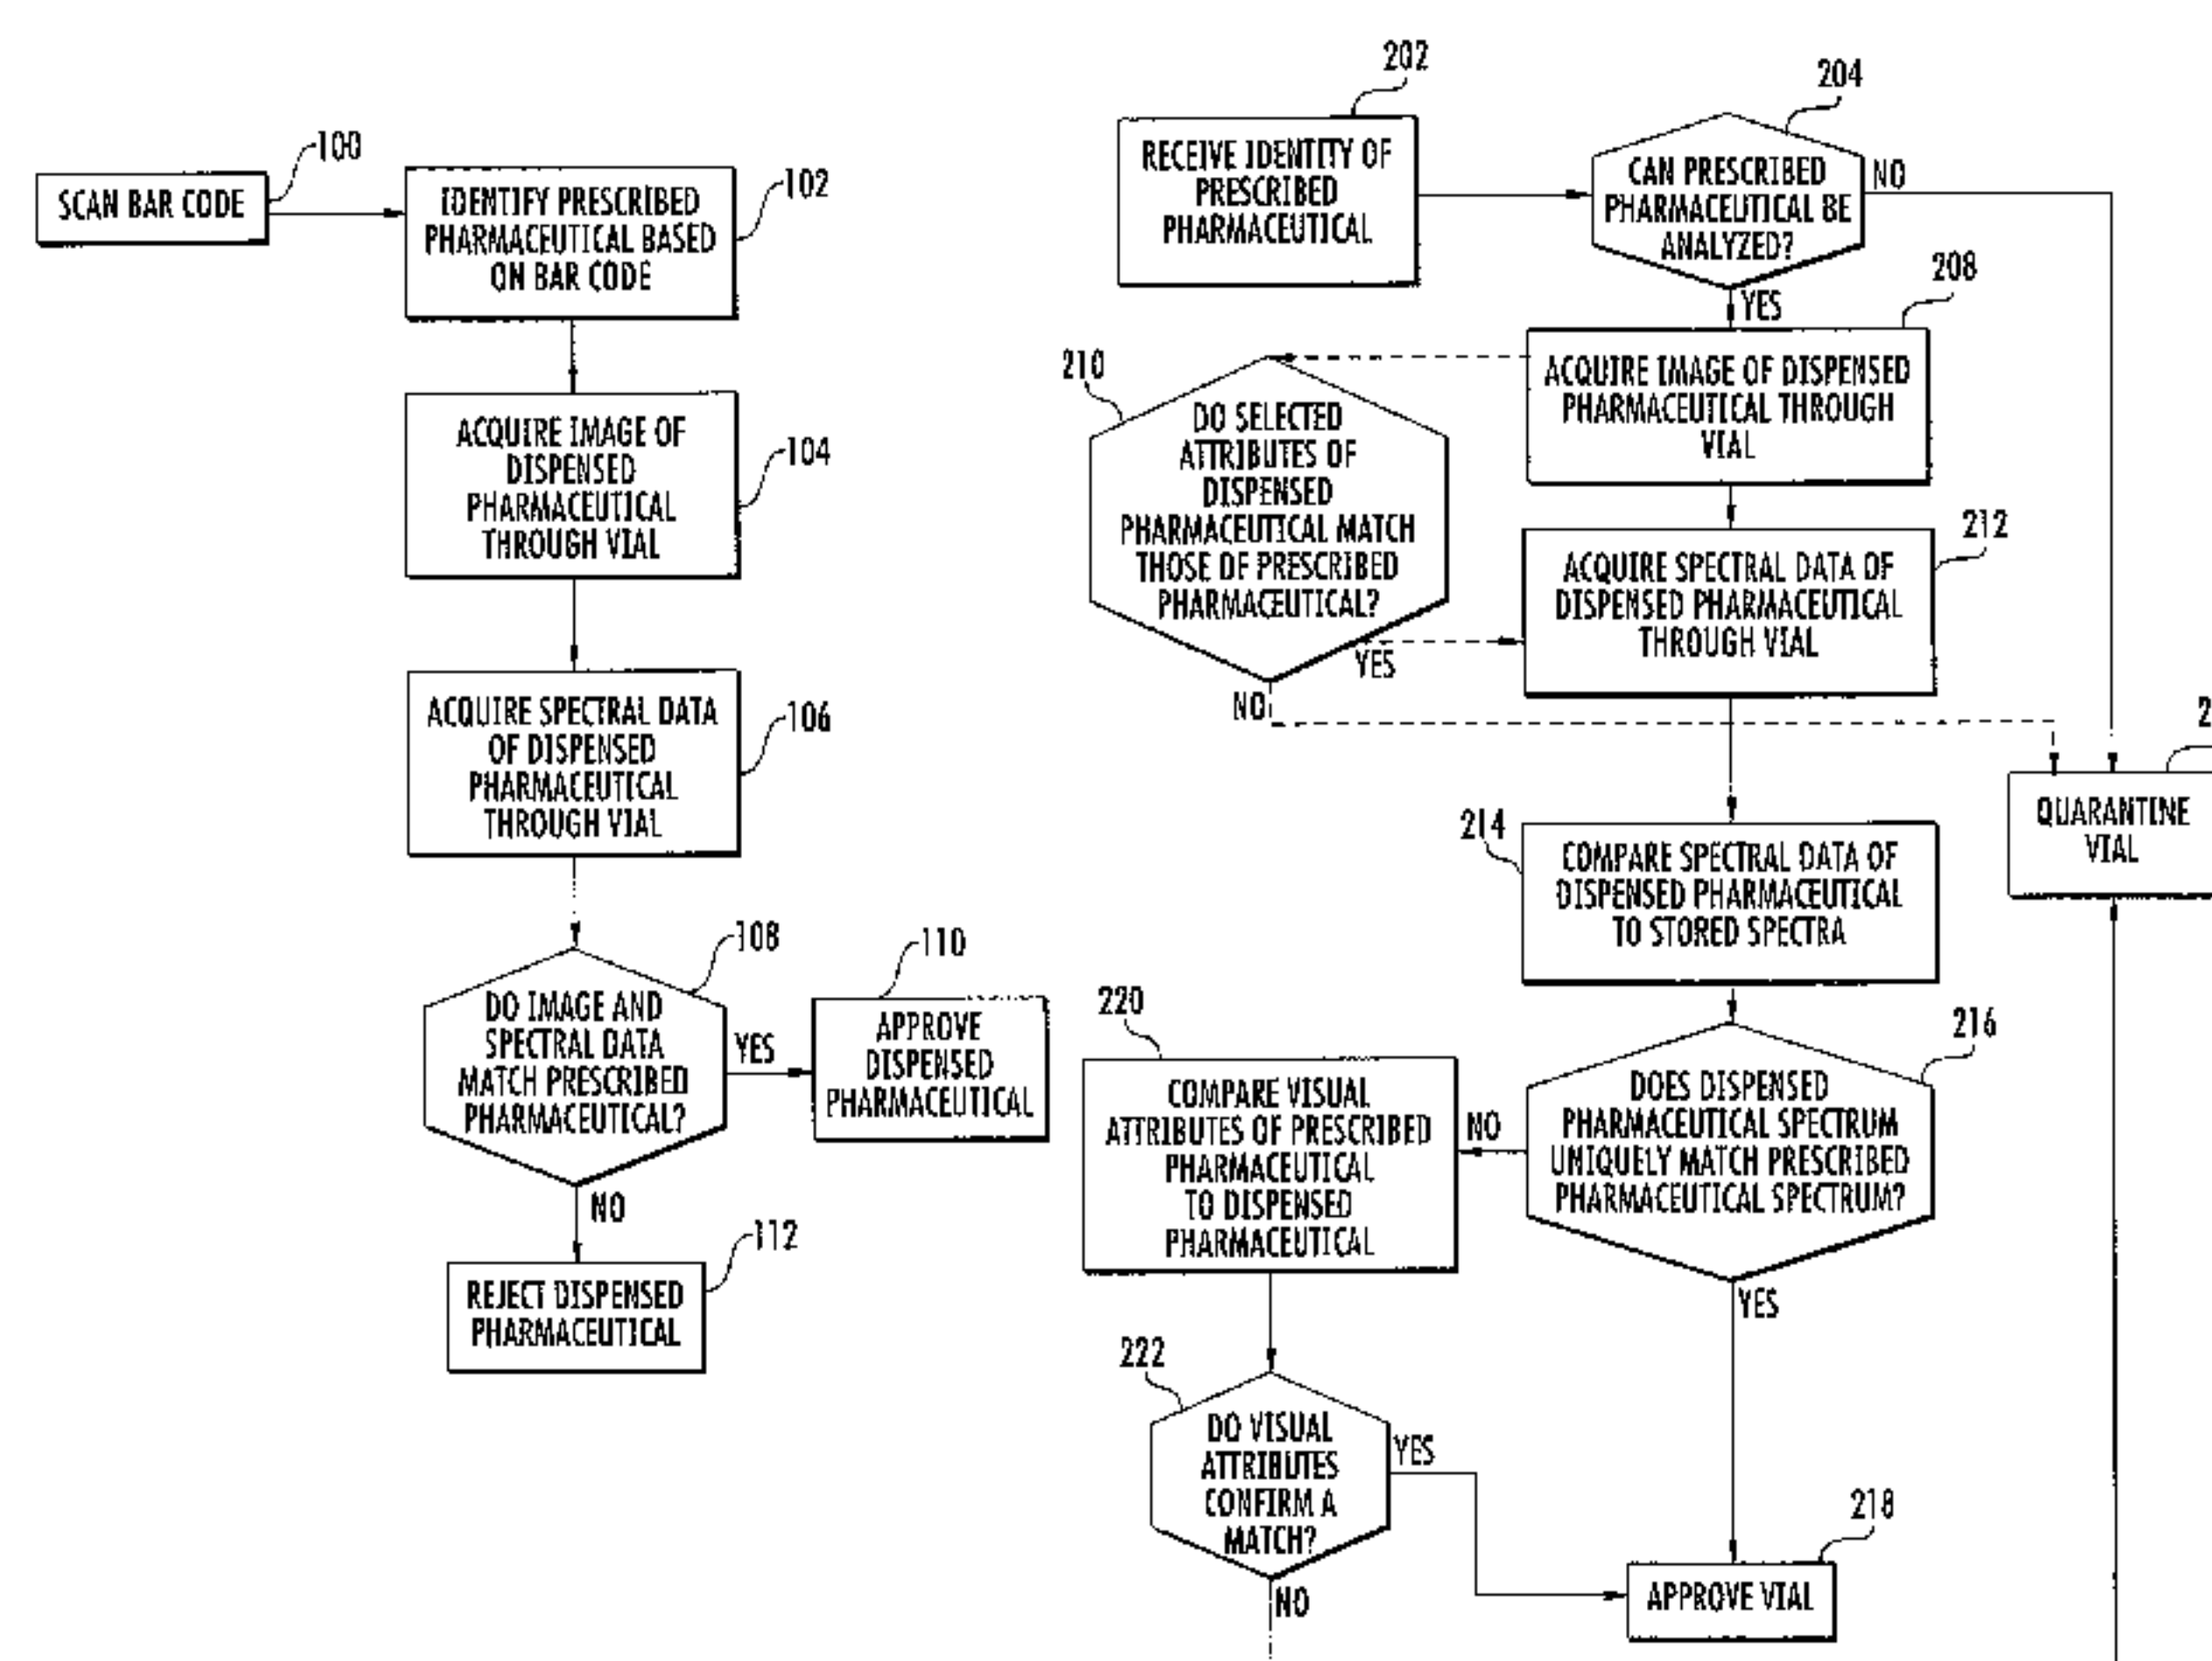 100
SCAN BAR CODE
102
IDENTIFY PRESCRIBED
PHARMACEUTICAL BASED
ON BAR CODE
104
ACQUIRE IMAGE OF
DISPENSED
PHARMACEUTICAL
THROUGH VIAL
106
ACQUIRE SPECTRAL DATA
OF DISPENSED
PHARMACEUTICAL
THROUGH VIAL
108
DO IMAGE AND
SPECTRAL DATA
MATCH PRESCRIBED
PHARMACEUTICAL?
YES
110
APPROVE
DISPENSED
PHARMACEUTICAL
NO
112
REJECT DISPENSED
PHARMACEUTICAL
202
RECEIVE IDENTITY OF
PRESCRIBED
PHARMACEUTICAL
204
CAN PRESCRIBED
PHARMACEUTICAL BE
ANALYZED?
NO
YES
208
ACQUIRE IMAGE OF DISPENSED
PHARMACEUTICAL THROUGH
VIAL
210
DO SELECTED
ATTRIBUTES OF
DISPENSED
PHARMACEUTICAL MATCH
THOSE OF PRESCRIBED
PHARMACEUTICAL?
YES
NO
212
ACQUIRE SPECTRAL DATA OF
DISPENSED PHARMACEUTICAL
THROUGH VIAL
2
QUARANTINE
VIAL
214
COMPARE SPECTRAL DATA OF
DISPENSED PHARMACEUTICAL
TO STORED SPECTRA
216
DOES DISPENSED
PHARMACEUTICAL SPECTRUM
UNIQUELY MATCH PRESCRIBED
PHARMACEUTICAL SPECTRUM?
NO
YES
220
COMPARE VISUAL
ATTRIBUTES OF PRESCRIBED
PHARMACEUTICAL
TO DISPENSED
PHARMACEUTICAL
222
DO VISUAL
ATTRIBUTES
CONFIRM A
MATCH?
YES
NO
218
APPROVE VIAL